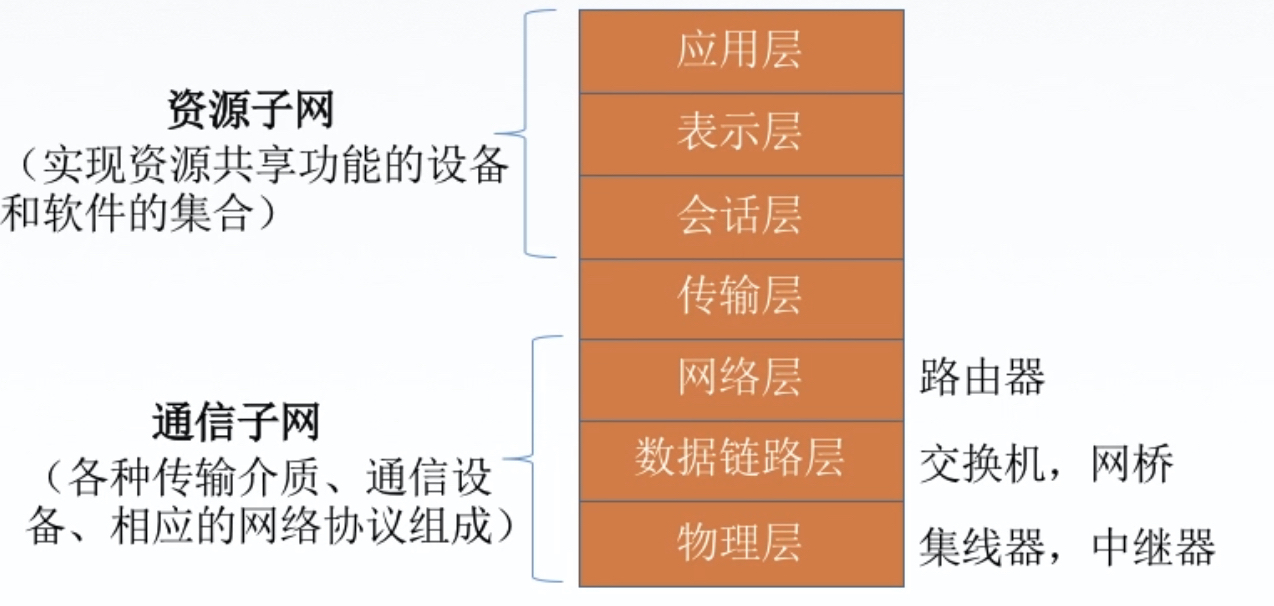 应用层
资源子网
表示层
（实现资源共享功能的设备
和软件的集合）
会话层
传输层
网络层 路由器
通信子网
（各种传输介质、通信设
数据链路层 交换机，网桥
备、相应的网络协议组成）
物理层 集线器，中继器